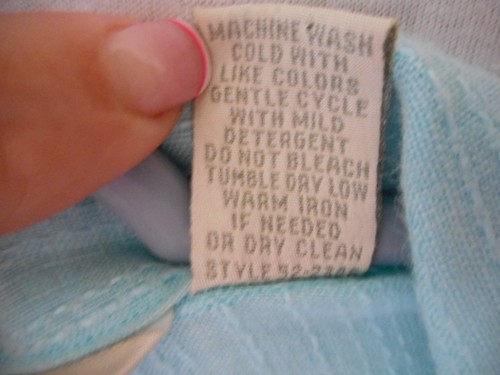 MACHINE WASH
COLD WITH
LIKE COLORS
GENTLE CYCLE
WITH MILD
DETERGENT
DO NOT BLEACH
TUMBLE DRY LOW
WARM IRON
IF NEEDED
OR DRY CLEAN
STYLE